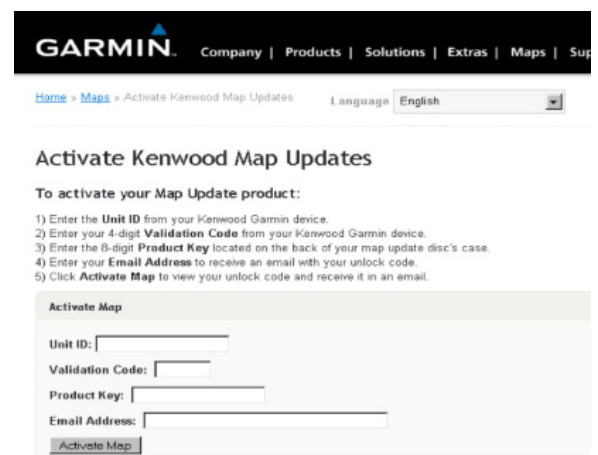 GARMIN. Company | Products | Solutions | Extras | Maps | Sup
Home > Maps > Activate Kenwood Map Updates Language English
Activate Kenwood Map Updates
To activate your Map Update product:
1) Enter the Unit ID from your Kenwood Garmin device.
2) Enter your 4-digit Validation Code from your Kenwood Garmin device.
3) Enter the 8-digit Product Key located on the back of your map update disc's case.
4) Enter your Email Address to receive an email with your unlock code.
5) Click Activate Map to view your unlock code and receive it in an email.
Activate Map
Unit ID:
Validation Code:
Product Key:
Email Address:
Activate Map